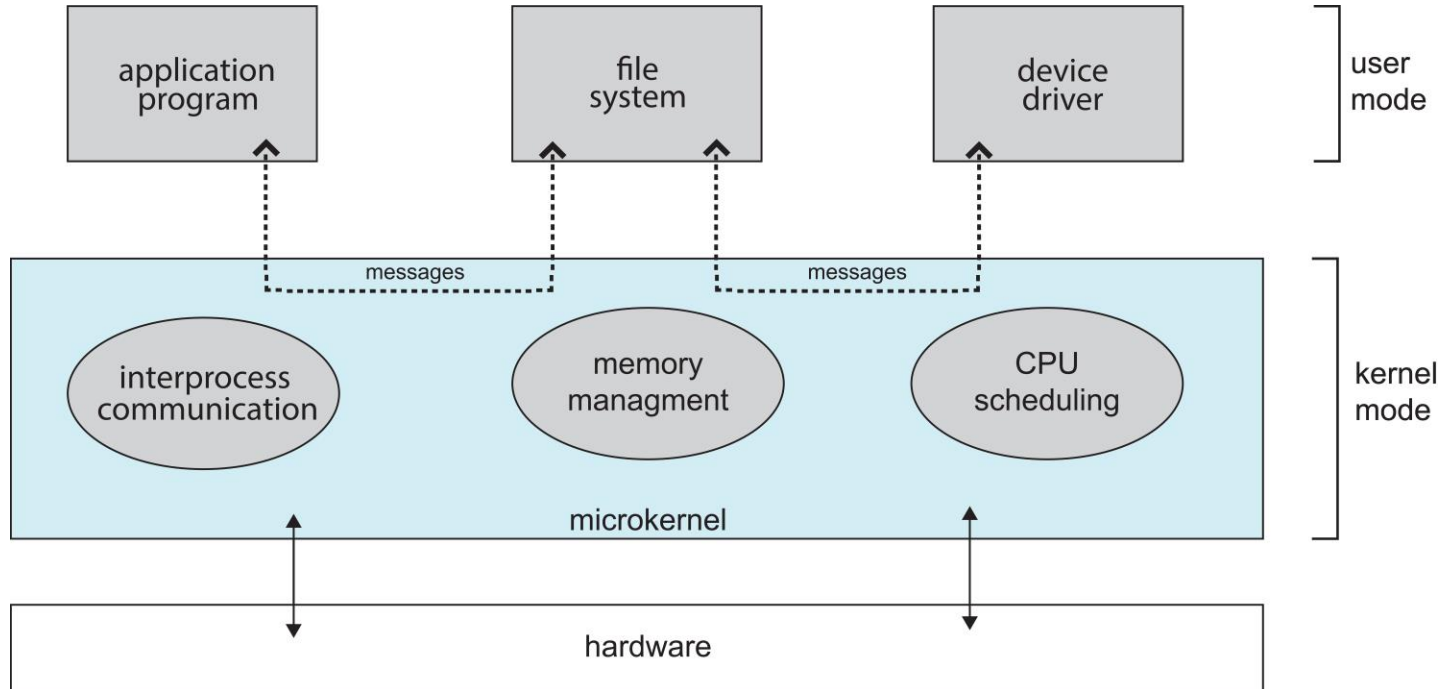 application
program
file
system
device
driver
user
mode
messages
messages
interprocess
communication
memory
managment
CPU
scheduling
kernel
mode
microkernel
hardware